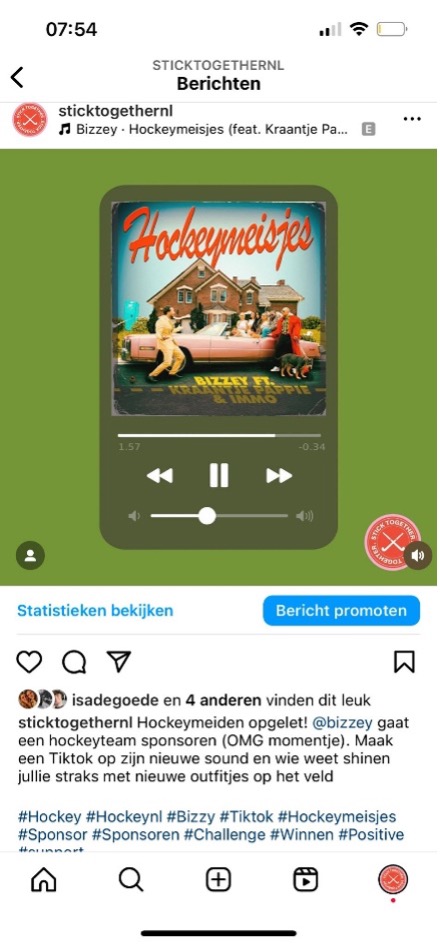 07:54
STICKTOGETHERNL
Berichten
sticktogethernl
Bizzey · Hockeymeisjes (feat. Kraantje Pa... E
Hockeymeisjes
BIZZEY FT.
KRAANTJE PAPPIE
& IMMO
1.57 -0.34
STICK TOGETHER
Statistieken bekijken Bericht promoten
isadegoede en 4 anderen vinden dit leuk
sticktogethernl Hockeymeiden opgelet! @bizzey gaat
een hockeyteam sponsoren (OMG momentje). Maak
een Tiktok op zijn nieuwe sound en wie weet shinen
jullie straks met nieuwe outfitjes op het veld
#Hockey #Hockeynl #Bizzy #Tiktok #Hockeymeisjes
#Sponsor #Sponsoren #Challenge #Winnen #Positive
#support